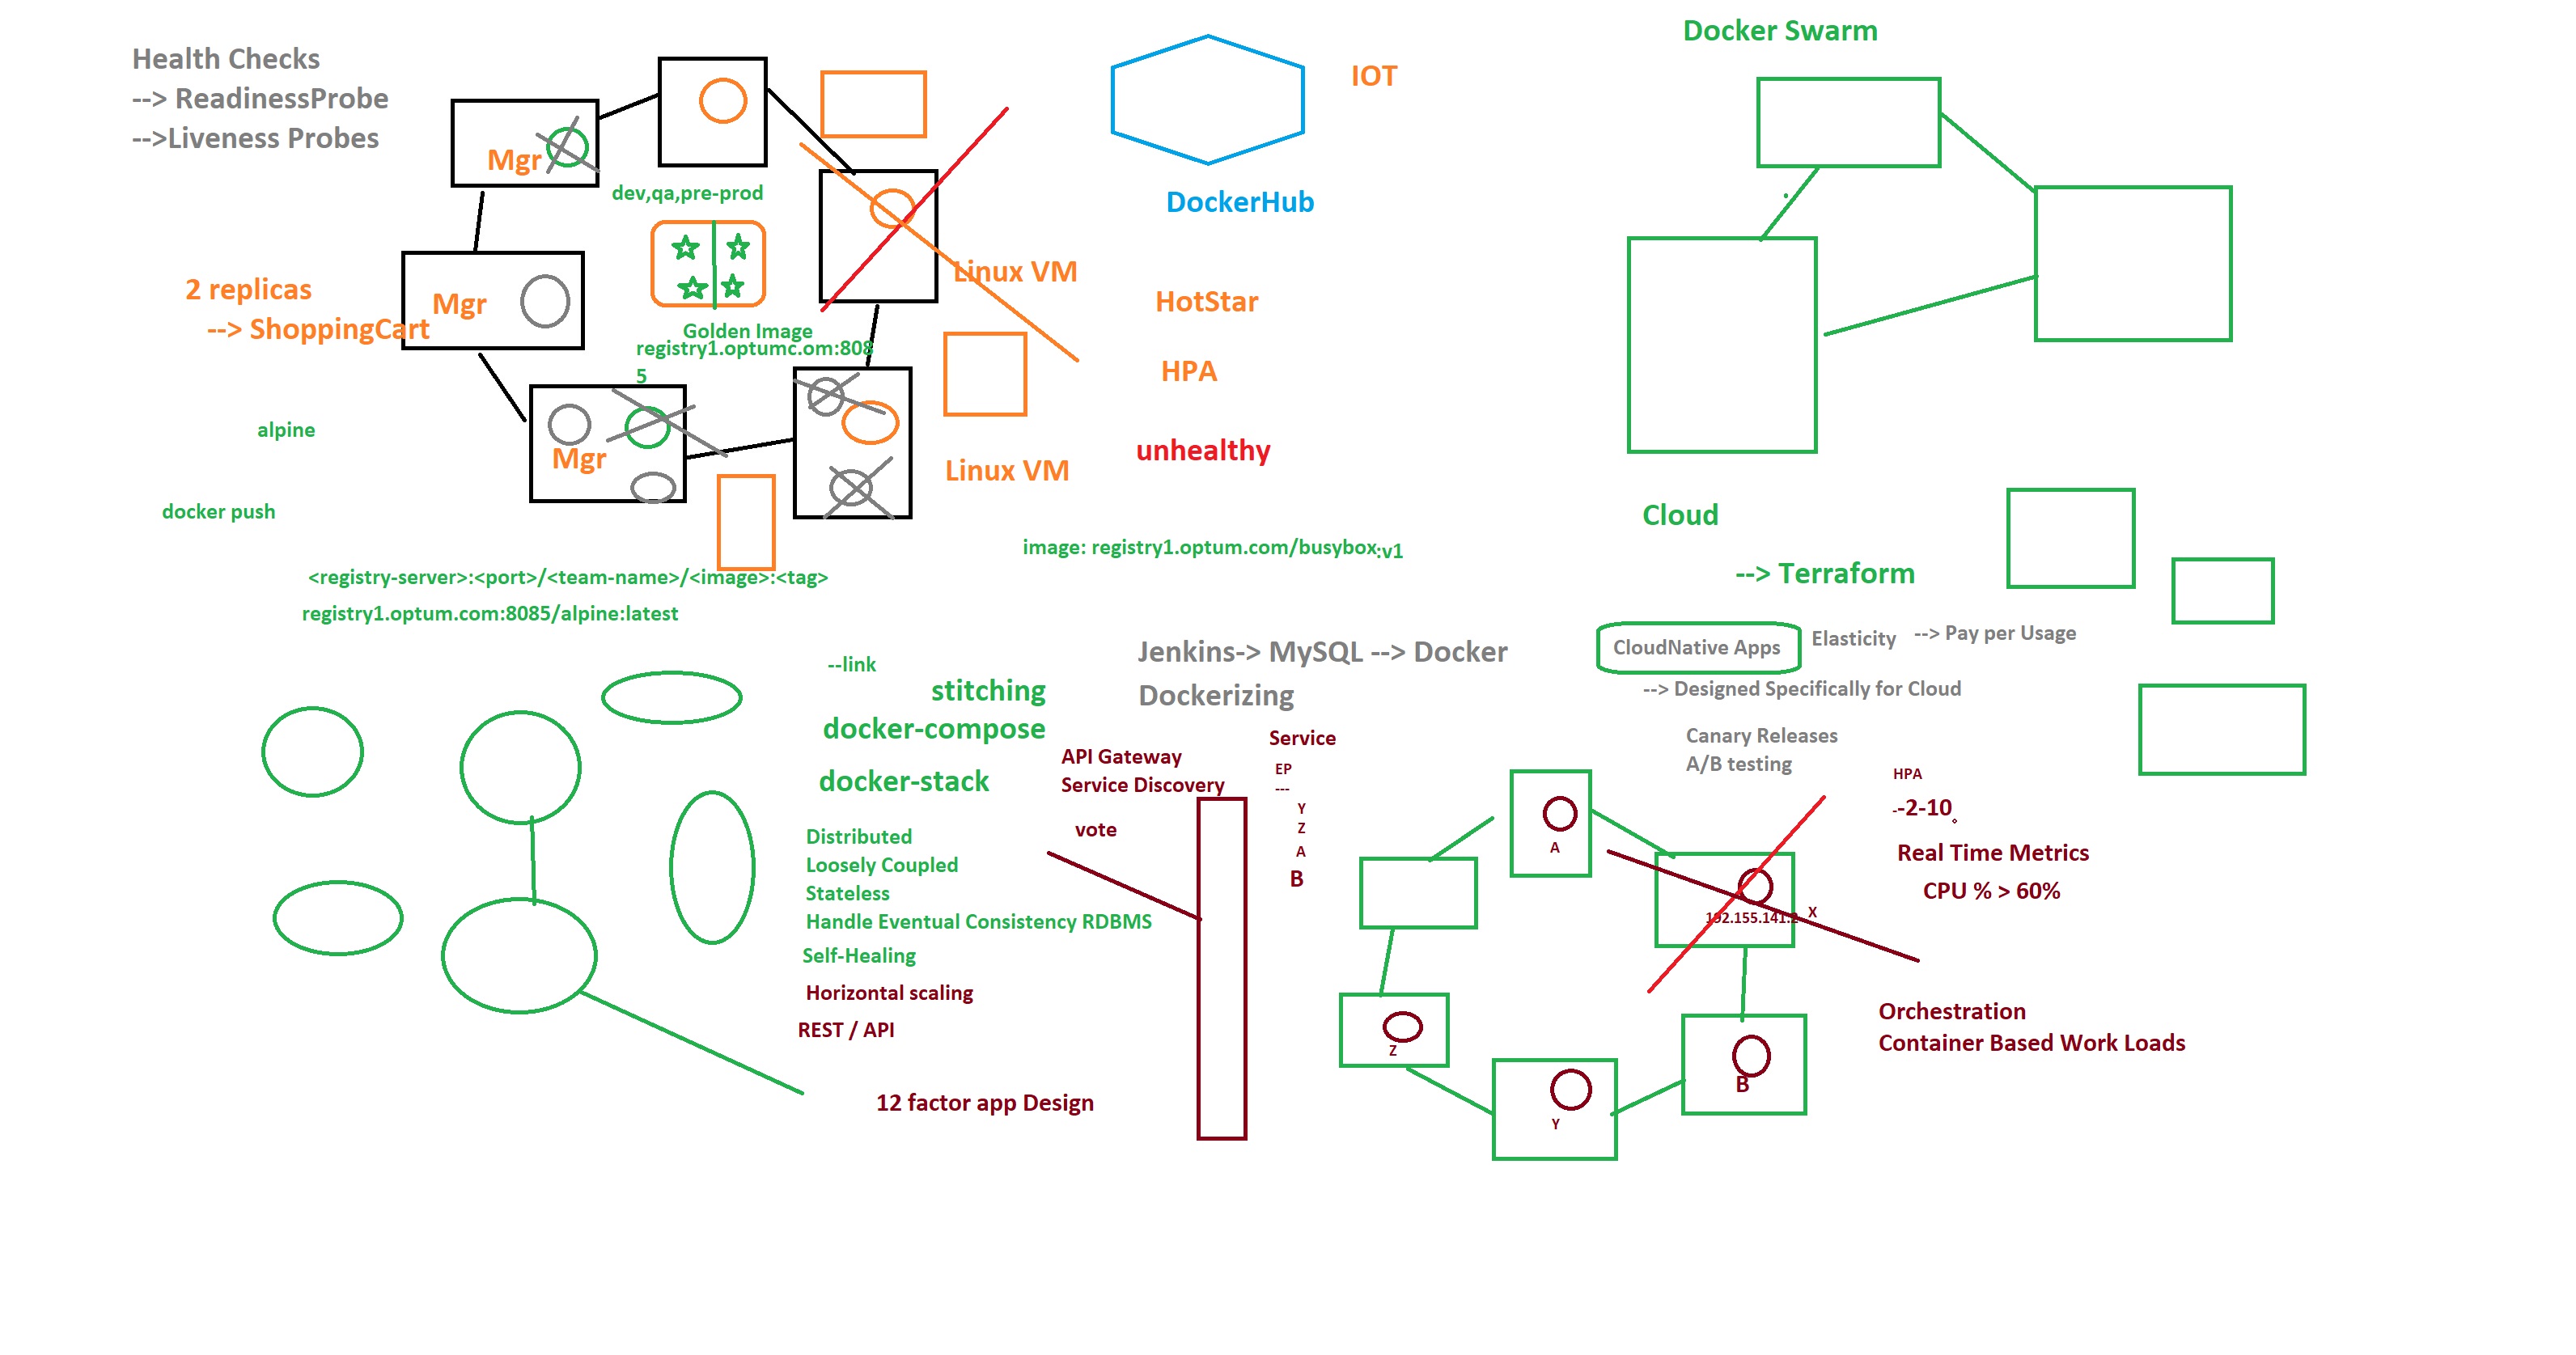 Health Checks
--> ReadinessProbe
-->Liveness Probes
Mgr
dev,qa,pre-prod
2 replicas
--> ShoppingCart
Mgr
Golden Image
registry1.optumc.om:808
5
Mgr
alpine
docker push
<registry-server>:<port>/<team-name>/<image>:<tag>
registry1.optum.com:8085/alpine:latest
IOT
DockerHub
Linux VM
HotStar
HPA
unhealthy
Linux VM
image: registry1.optum.com/busybox:v1
Docker Swarm
Cloud
--> Terraform
CloudNative Apps
Elasticity
--> Pay per Usage
--> Designed Specifically for Cloud
Canary Releases
A/B testing
Jenkins-> MySQL --> Docker
Dockerizing
--link
stitching
docker-compose
docker-stack
Distributed
Loosely Coupled
Stateless
Handle Eventual Consistency RDBMS
Self-Healing
Horizontal scaling
REST / API
12 factor app Design
API Gateway
Service Discovery
vote
Service
EP
---
Y
Z
A
B
A
192.155.141.2
X
Z
Y
B
HPA
--2-10
Real Time Metrics
CPU % > 60%
Orchestration
Container Based Work Loads